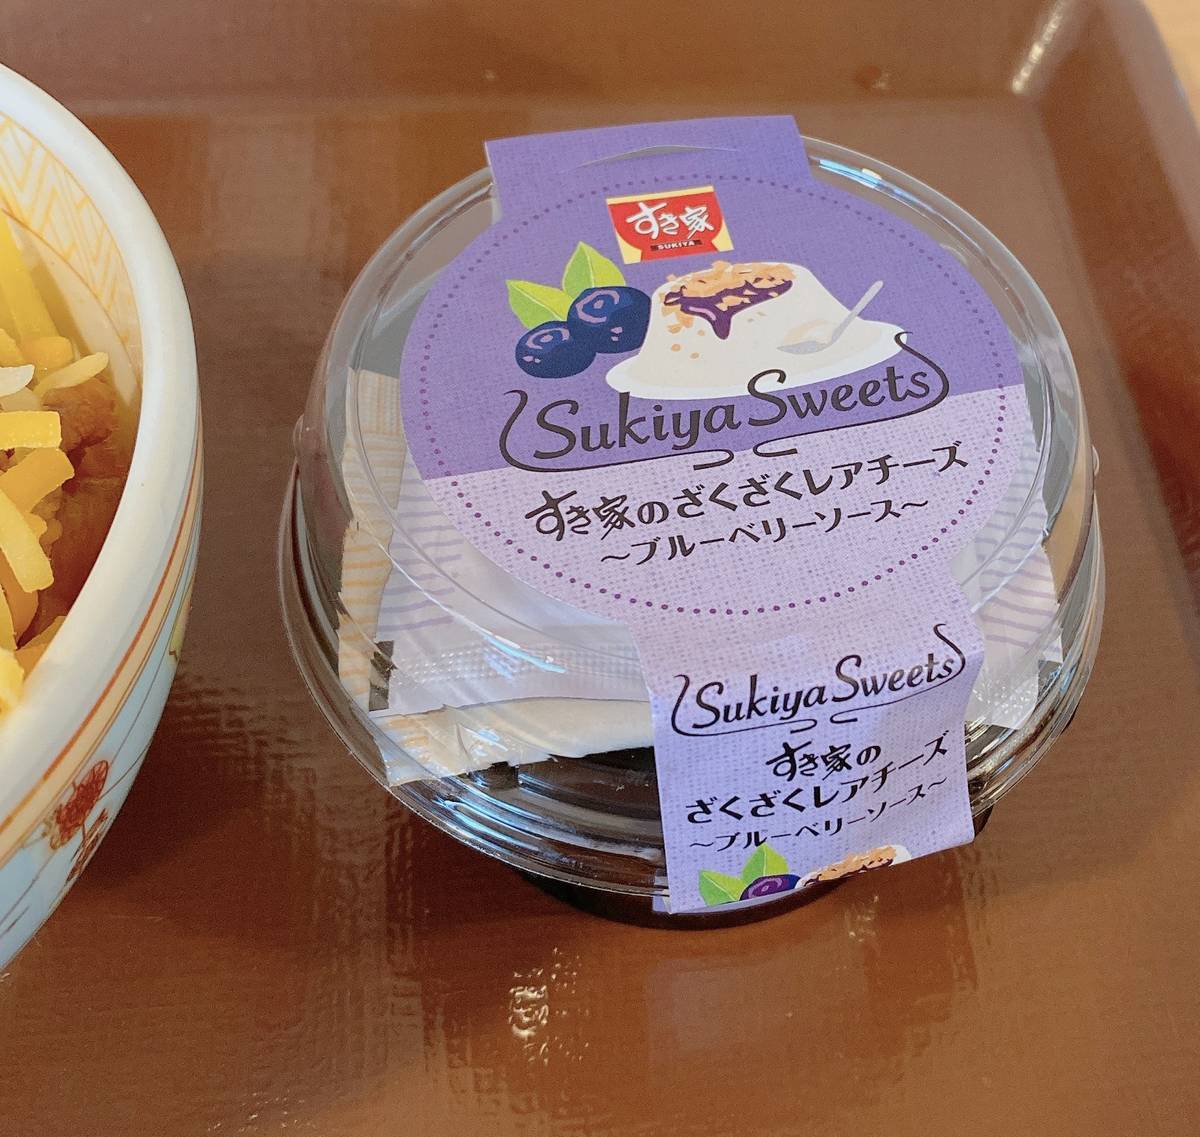 すき家
SUKIYA
Sukiya Sweets
すき家のざくざくレアチーズ
～ブルーベリーソース～
Sukiya Sweets
すき家の
ざくざくレアチーズ
～ブルーベリーソース～